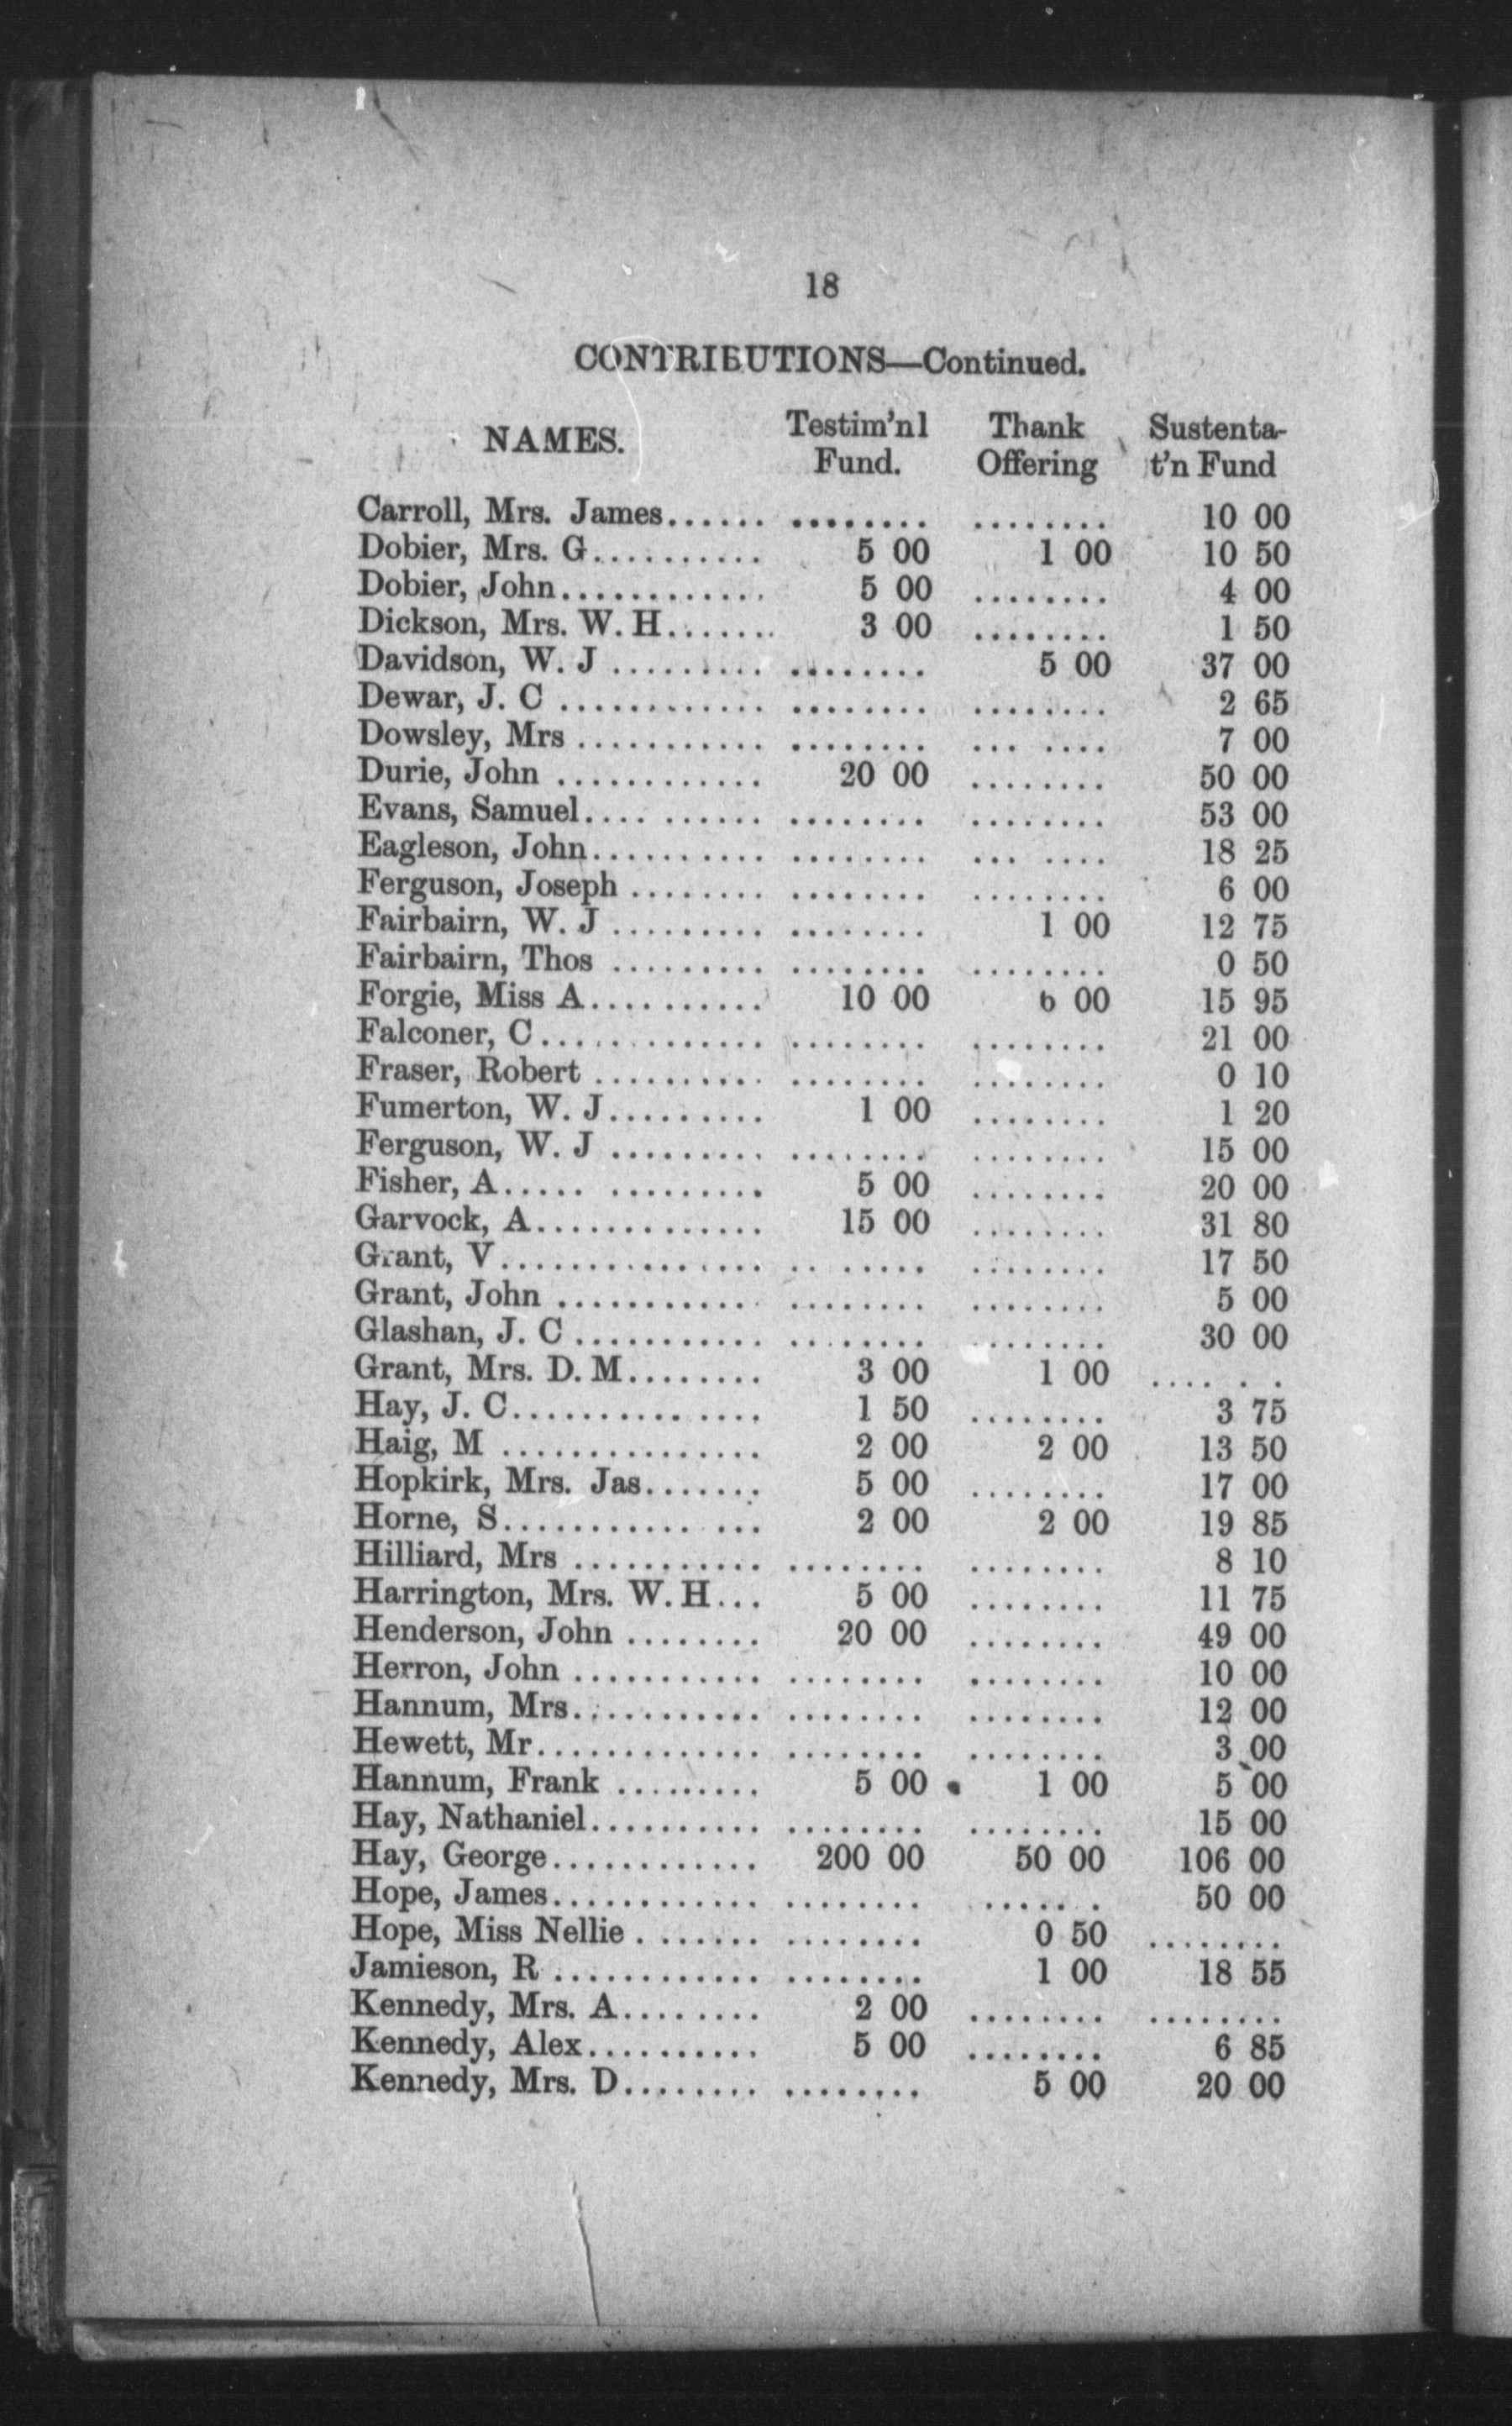 18
CONTRIBUTIONS—Continued.
NAMES. Testim'nl Fund. Thank Offering Sustenta-t'n Fund
Carroll, Mrs. James...... ........ ........ 10 00
Dobier, Mrs. G.......... 5 00 1 00 10 50
Dobier, John............ 5 00 ........ 4 00
Dickson, Mrs. W. H....... 3 00 ........ 1 50
Davidson, W. J .......... ........ 5 00 37 00
Dewar, J. C ............ ........ ........ 2 65
Dowsley, Mrs ........... ........ ... .... 7 00
Durie, John ............ 20 00 ........ 50 00
Evans, Samuel.... ...... ........ ........ 53 00
Eagleson, John.......... ........ ... .... 18 25
Ferguson, Joseph ........ ........ ........ 6 00
Fairbairn, W. J ......... ........ 1 00 12 75
Fairbairn, Thos ......... ........ ........ 0 50
Forgie, Miss A.......... 10 00 6 00 15 95
Falconer, C............. ........ ........ 21 00
Fraser, Robert .......... ........ ........ 0 10
Fumerton, W. J......... 1 00 ........ 1 20
Ferguson, W. J ......... ........ ........ 15 00
Fisher, A..... ......... 5 00 ........ 20 00
Garvock, A............. 15 00 ........ 31 80
Grant, V............... ........ ........ 17 50
Grant, John ............ ........ ........ 5 00
Glashan, J. C ........... ........ ........ 30 00
Grant, Mrs. D. M........ 3 00 1 00 .... . .
Hay, J. C.............. 1 50 ........ 3 75
Haig, M ............... 2 00 2 00 13 50
Hopkirk, Mrs. Jas....... 5 00 ........ 17 00
Horne, S............ ... 2 00 2 00 19 85
Hilliard, Mrs ........... ........ ........ 8 10
Harrington, Mrs. W. H... 5 00 ........ 11 75
Henderson, John ........ 20 00 ........ 49 00
Herron, John ........... ........ ........ 10 00
Hannum, Mrs........... ........ ........ 12 00
Hewett, Mr............. ........ ........ 3 00
Hannum, Frank ......... 5 00 1 00 5 00
Hay, Nathaniel.......... ........ ........ 15 00
Hay, George............ 200 00 50 00 106 00
Hope, James............ ........ ...... . 50 00
Hope, Miss Nellie . ...... ........ 0 50 ........
Jamieson, R ............ ........ 1 00 18 55
Kennedy, Mrs. A........ 2 00 ........ ........
Kennedy, Alex.......... 5 00 ........ 6 85
Kennedy, Mrs. D........ ........ 5 00 20 00